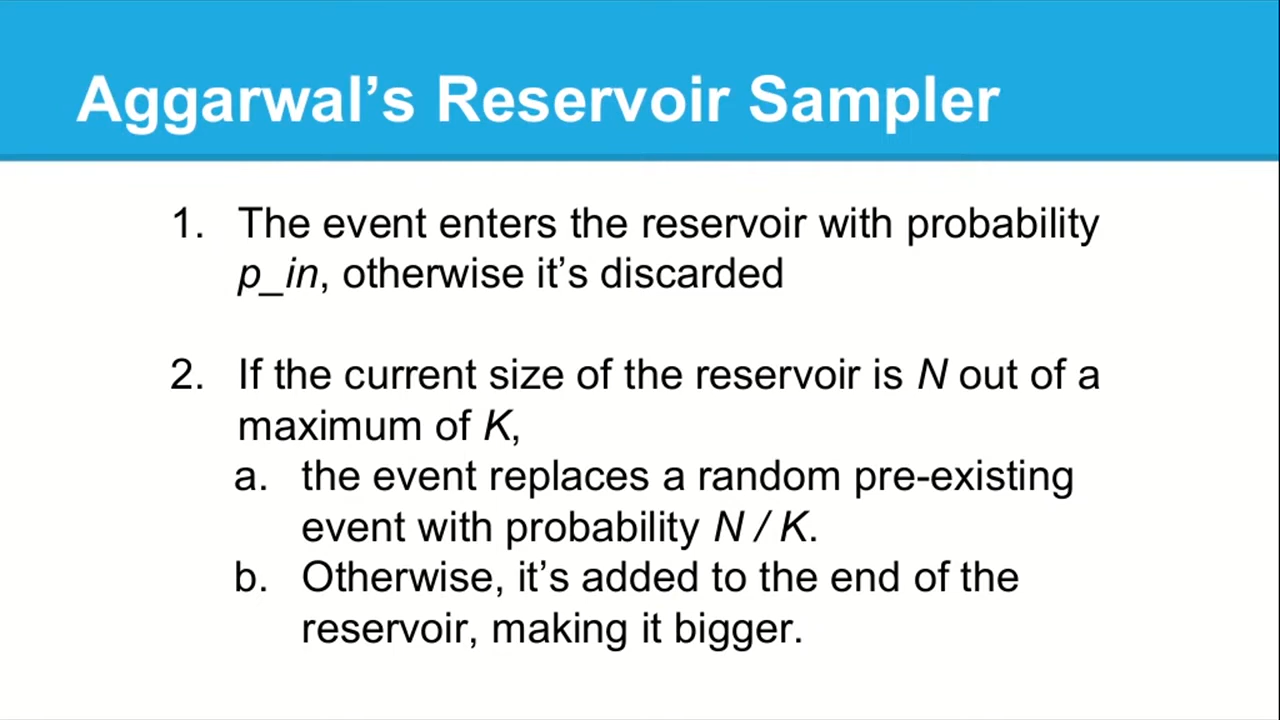 Aggarwal’s Reservoir Sampler
1. The event enters the reservoir with probability
p_in, otherwise it’s discarded
2. If the current size of the reservoir is N out of a
maximum of K,
a. the event replaces a random pre-existing
event with probability N / K.
b. Otherwise, it’s added to the end of the
reservoir, making it bigger.